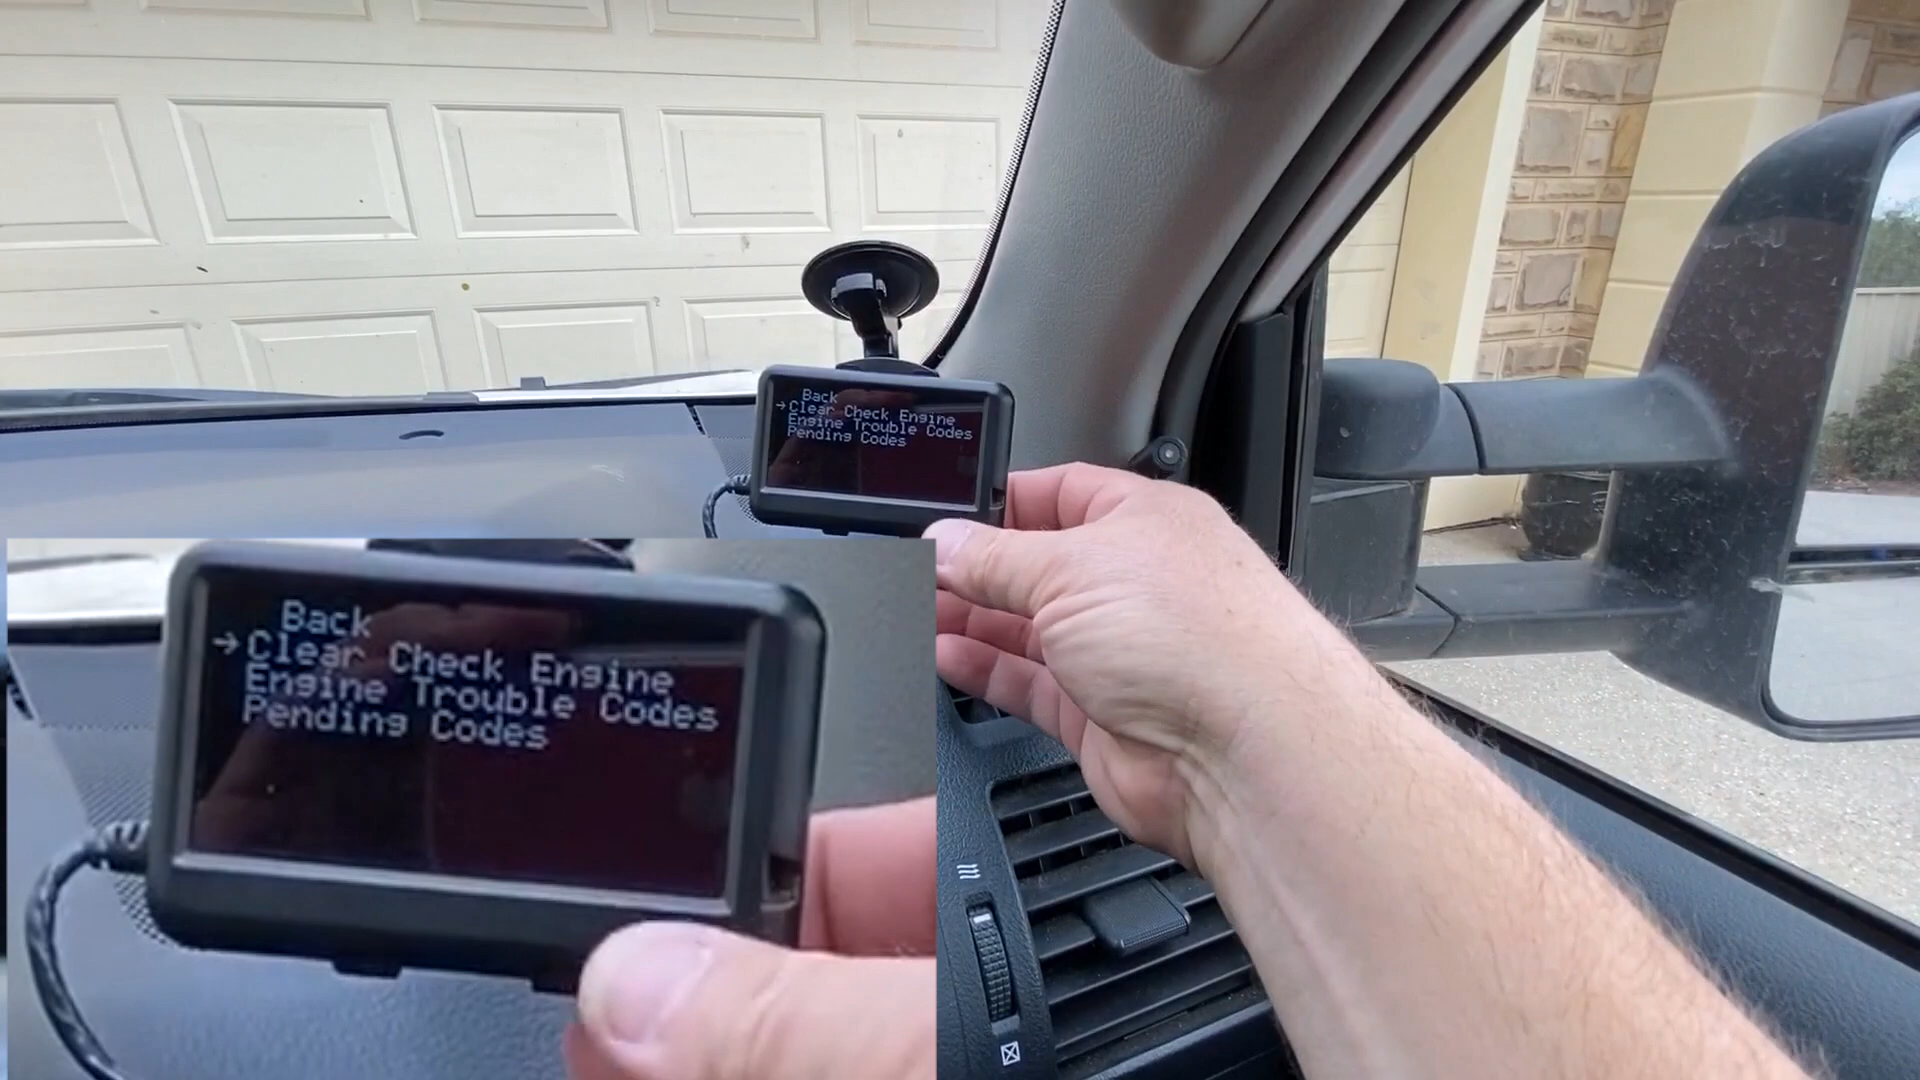 Back
→Clear Check Engine
Engine Trouble Codes
Pending Codes
Back
→Clear Check Engine
Engine Trouble Codes
Pending Codes